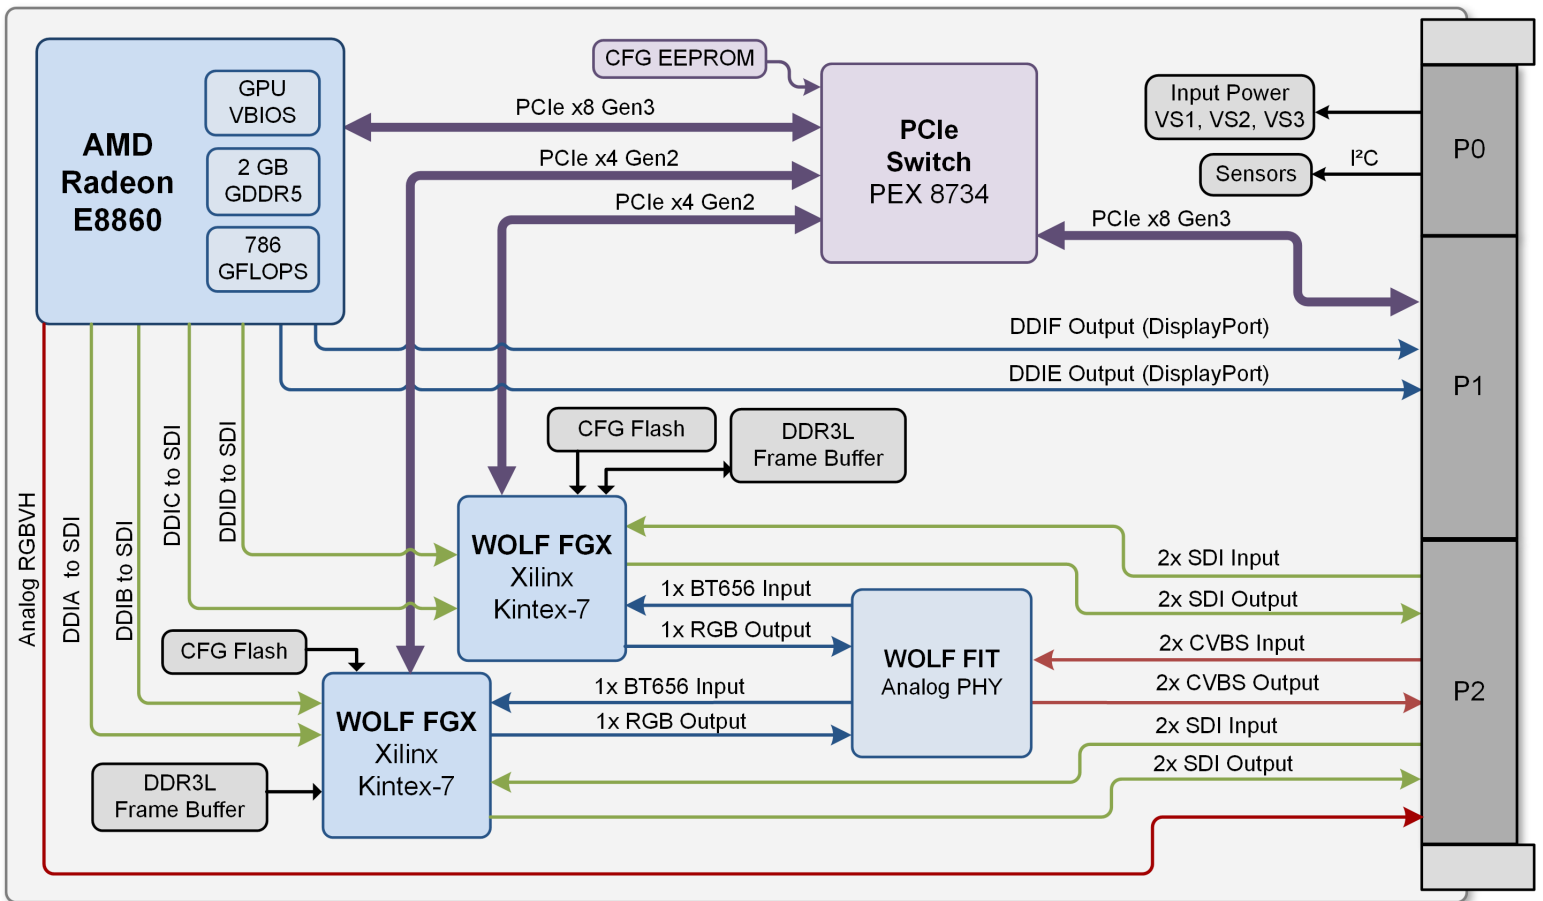 AMD
Radeon
E8860
GPU
VBIOS
2 GB
GDDR5
786
GFLOPS
CFG EEPROM
PCIe x8 Gen3
PCIe x4 Gen2
PCIe x4 Gen2
PCIe
Switch
PEX 8734
Input Power
VS1, VS2, VS3
I²C
Sensors
PCIe x8 Gen3
P0
P1
P2
DDIF Output (DisplayPort)
DDIE Output (DisplayPort)
CFG Flash
DDR3L
Frame Buffer
Analog RGBVH
DDIA to SDI
DDIB to SDI
DDIC to SDI
DDID to SDI
WOLF FGX
Xilinx
Kintex-7
1x BT656 Input
1x RGB Output
2x SDI Input
2x SDI Output
2x CVBS Input
2x CVBS Output
2x SDI Input
2x SDI Output
WOLF FIT
Analog PHY
CFG Flash
1x BT656 Input
1x RGB Output
WOLF FGX
Xilinx
Kintex-7
DDR3L
Frame Buffer